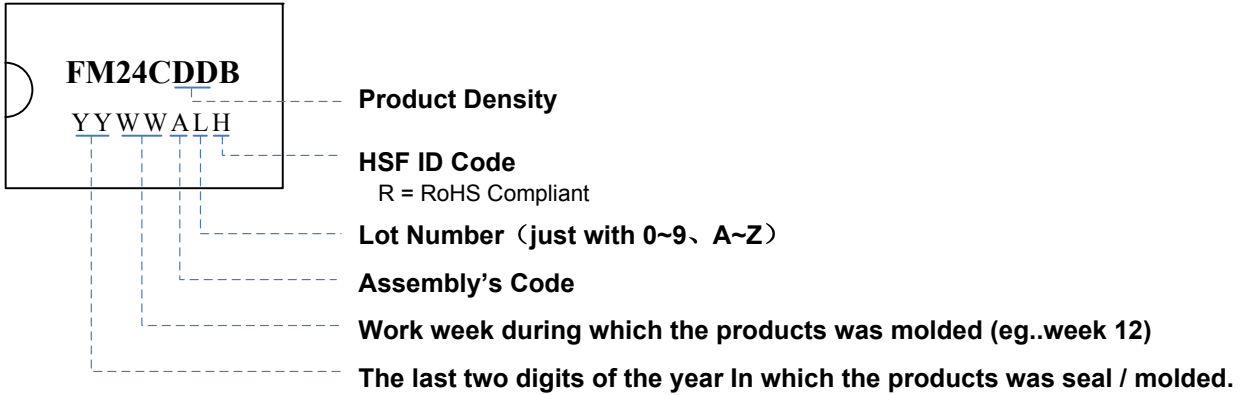 FM24CDDB
YYWWALH
Product Density
HSF ID Code
R = RoHS Compliant
Lot Number（just with 0~9、A~Z）
Assembly’s Code
Work week during which the products was molded (eg..week 12)
The last two digits of the year In which the products was seal / molded.